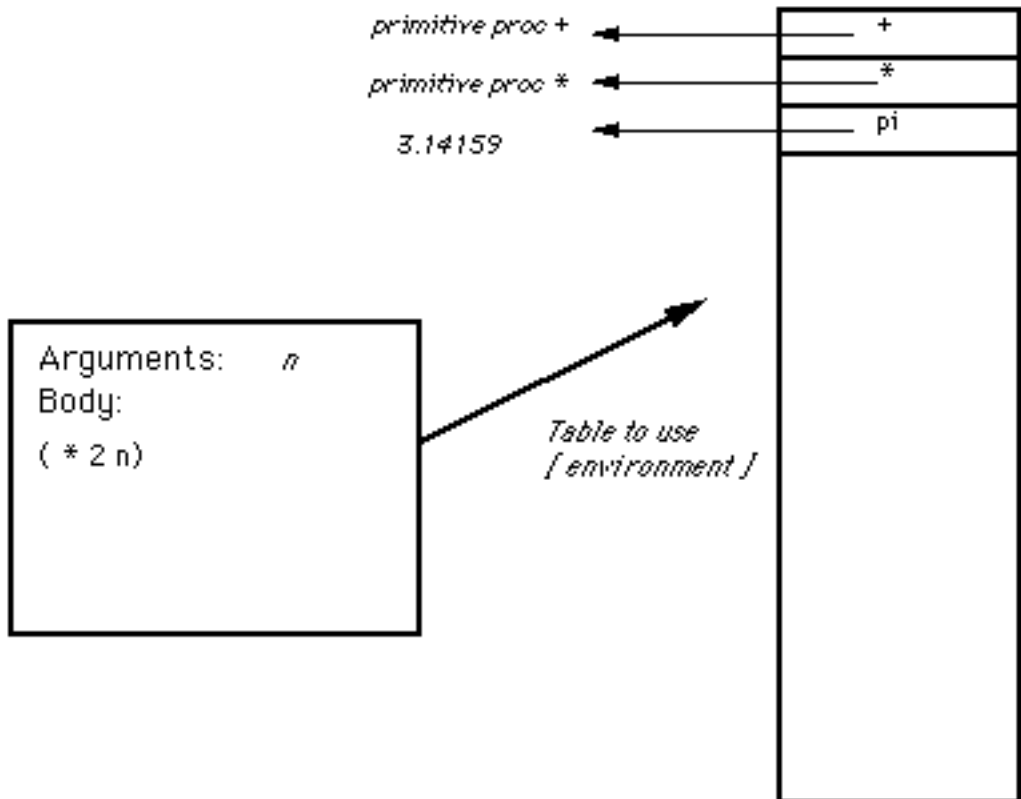 primitive proc +
+
primitive proc *
*
3.14159
pi
Arguments: n
Body:
( * 2 n)
Table to use
[ environment ]